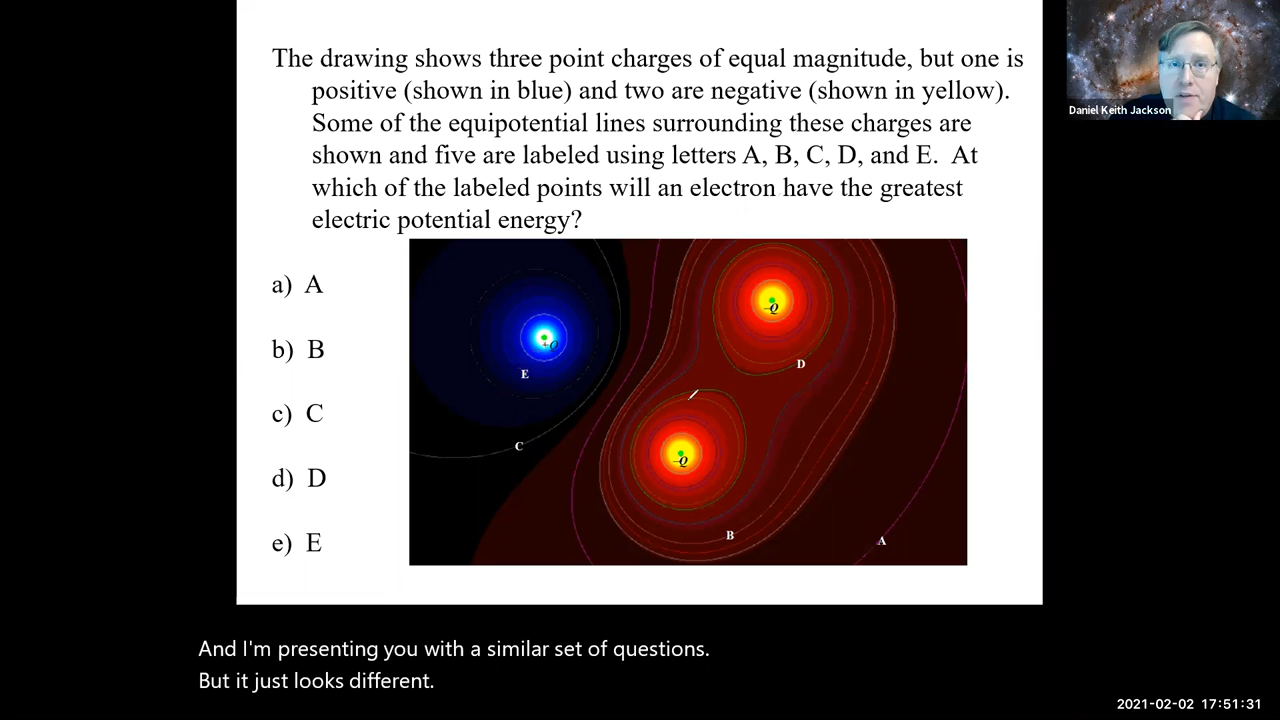 The drawing shows three point charges of equal magnitude, but one is
positive (shown in blue) and two are negative (shown in yellow).
Some of the equipotential lines surrounding these charges are
shown and five are labeled using letters A, B, C, D, and E. At
which of the labeled points will an electron have the greatest
electric potential energy?
a) A
b) B
c) C
d) D
e) E
-Q
+Q
D
E
C
-Q
B
A
Daniel Keith Jackson
And I'm presenting you with a similar set of questions.
But it just looks different.
2021-02-02 17:51:31